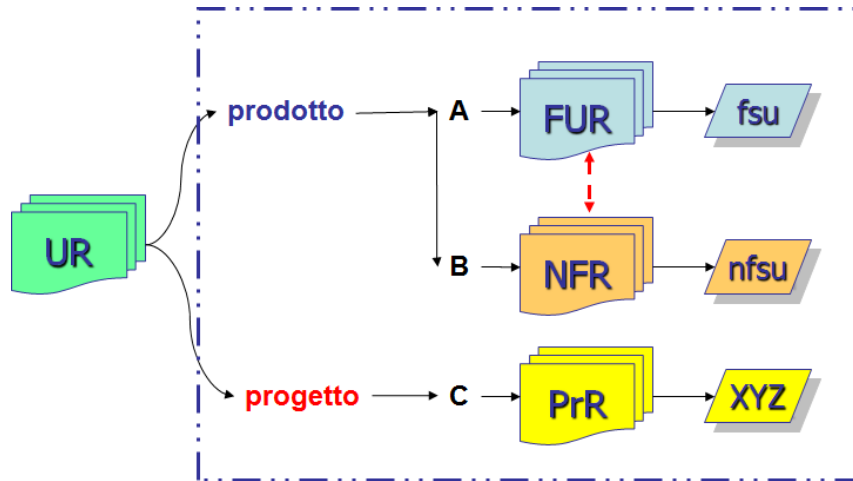 prodotto
A
FUR
fsu
UR
B
NFR
nfsu
progetto
C
PrR
XYZ